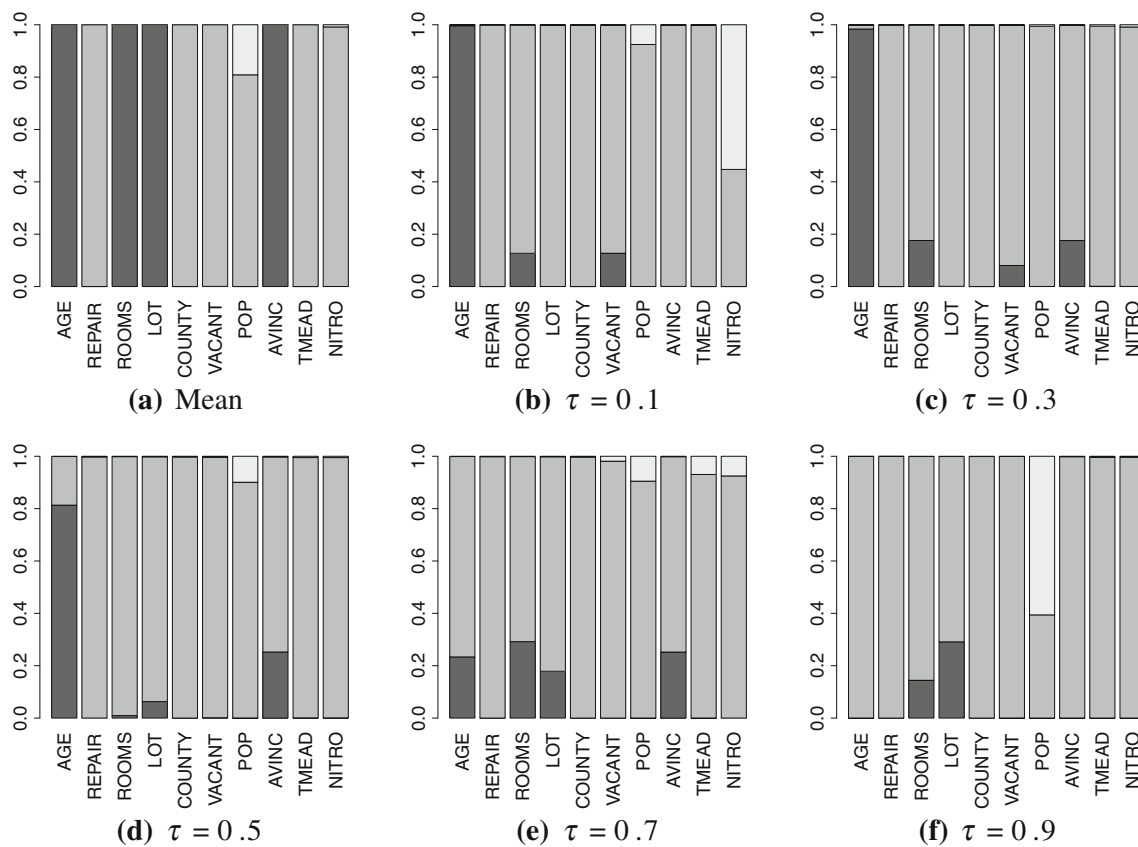 1.0
0.8
0.6
0.4
0.2
0.0
AGE
REPAIR
ROOMS
LOT
COUNTY
VACANT
POP
AVINC
TMEAD
NITRO
(a) Mean
1.0
0.8
0.6
0.4
0.2
0.0
AGE
REPAIR
ROOMS
LOT
COUNTY
VACANT
POP
AVINC
TMEAD
NITRO
(b) τ = 0 .1
1.0
0.8
0.6
0.4
0.2
0.0
AGE
REPAIR
ROOMS
LOT
COUNTY
VACANT
POP
AVINC
TMEAD
NITRO
(c) τ = 0 .3
1.0
0.8
0.6
0.4
0.2
0.0
AGE
REPAIR
ROOMS
LOT
COUNTY
VACANT
POP
AVINC
TMEAD
NITRO
(d) τ = 0 .5
1.0
0.8
0.6
0.4
0.2
0.0
AGE
REPAIR
ROOMS
LOT
COUNTY
VACANT
POP
AVINC
TMEAD
NITRO
(e) τ = 0 .7
1.0
0.8
0.6
0.4
0.2
0.0
AGE
REPAIR
ROOMS
LOT
COUNTY
VACANT
POP
AVINC
TMEAD
NITRO
(f) τ = 0 .9